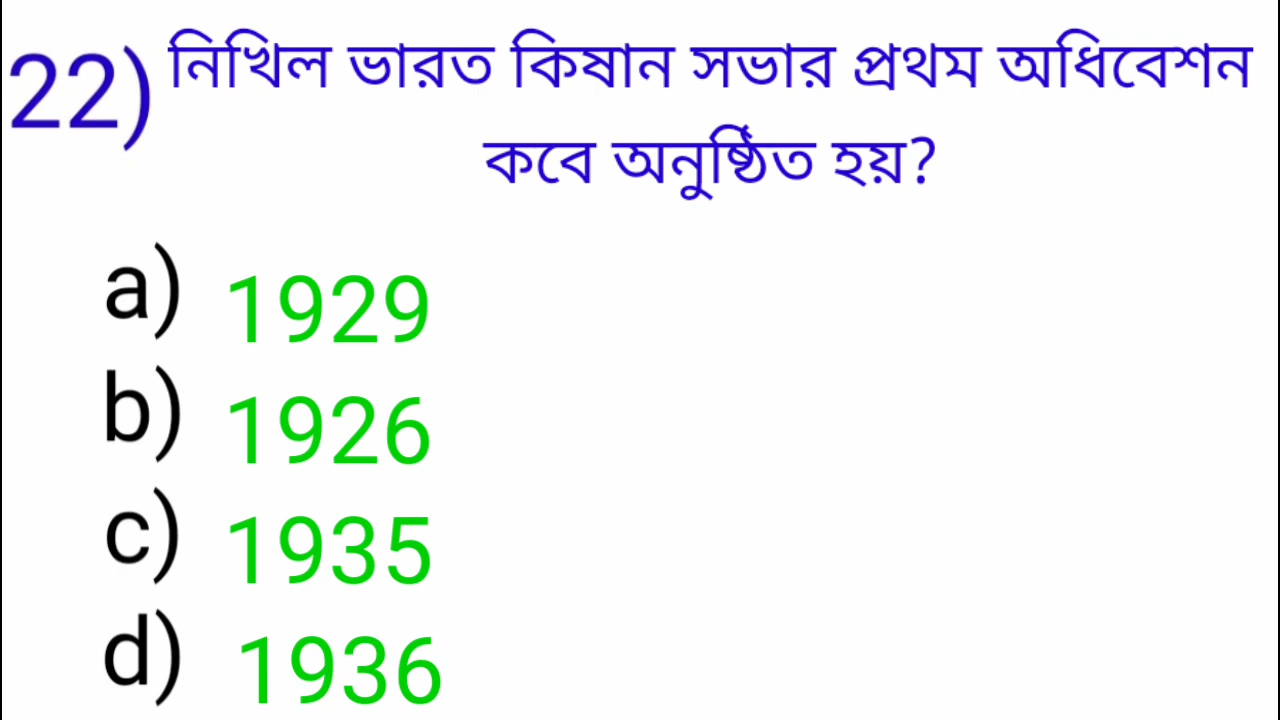 22) নিখিল ভারত কিষান সভার প্রথম অধিবেশন
কবে অনুষ্ঠিত হয়?
a) 1929
b) 1926
c) 1935
d) 1936